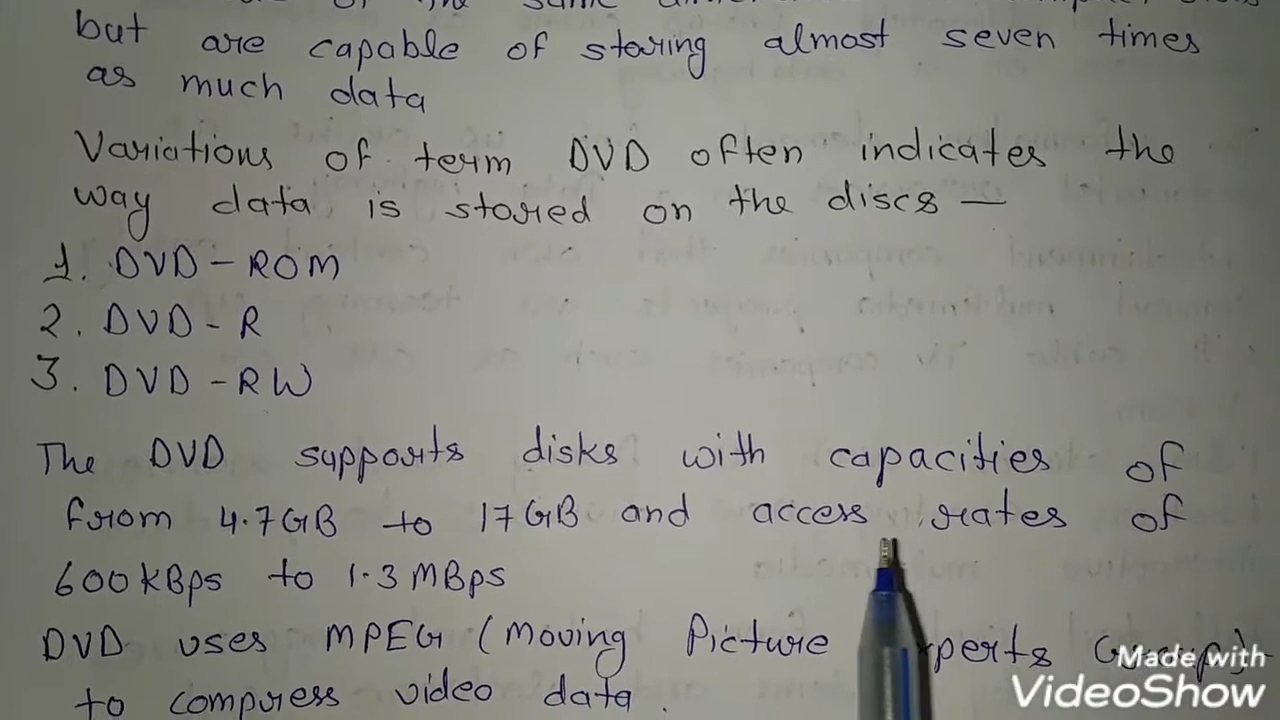 of the same
but are capable of storing almost seven times
as much data
Variations of term DVD often indicates the
way data is stored on the discs —
1. DVD - ROM
2. DVD - R
3. DVD - RW
The DVD supports disks with capacities of
from 4.7GB to 17GB and access rates of
600kBps to 1.3MBps
DVD uses MPEG (Moving Picture
to compress video data.
Made with
VideoShow